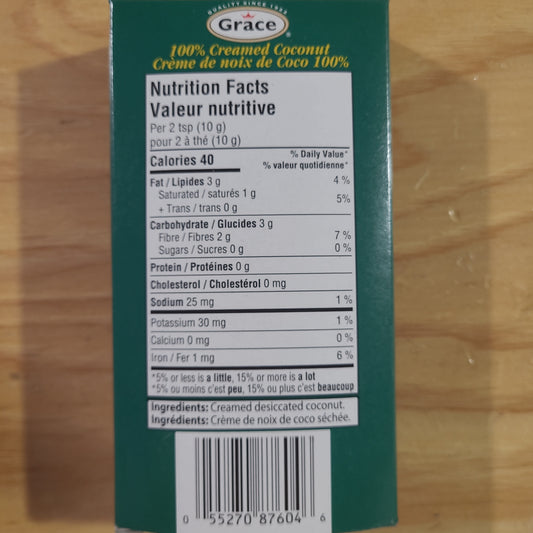 QUALITY SINCE 1922
Grace
100% Creamed Coconut
Crème de noix de Coco 100%
Nutrition Facts
Valeur nutritive
Per 2 tsp (10 g)
pour 2 à thé (10 g)
Calories 40
% Daily Value*
% valeur quotidienne*
Fat / Lipides 3 g 4 %
Saturated / saturés 1 g
+ Trans / trans 0 g 5%
Carbohydrate / Glucides 3 g
Fibre / Fibres 2 g 7 %
Sugars / Sucres 0 g 0 %
Protein / Protéines 0 g
Cholesterol / Cholestérol 0 mg
Sodium 25 mg 1 %
Potassium 30 mg 1 %
Calcium 0 mg 0 %
Iron / Fer 1 mg 6 %
*5% or less is a little, 15% or more is a lot
*5% ou moins c'est peu, 15% ou plus c'est beaucoup
Ingredients: Creamed desiccated coconut.
Ingrédients: Crème de noix de coco séchée.
0 55270 87604 6